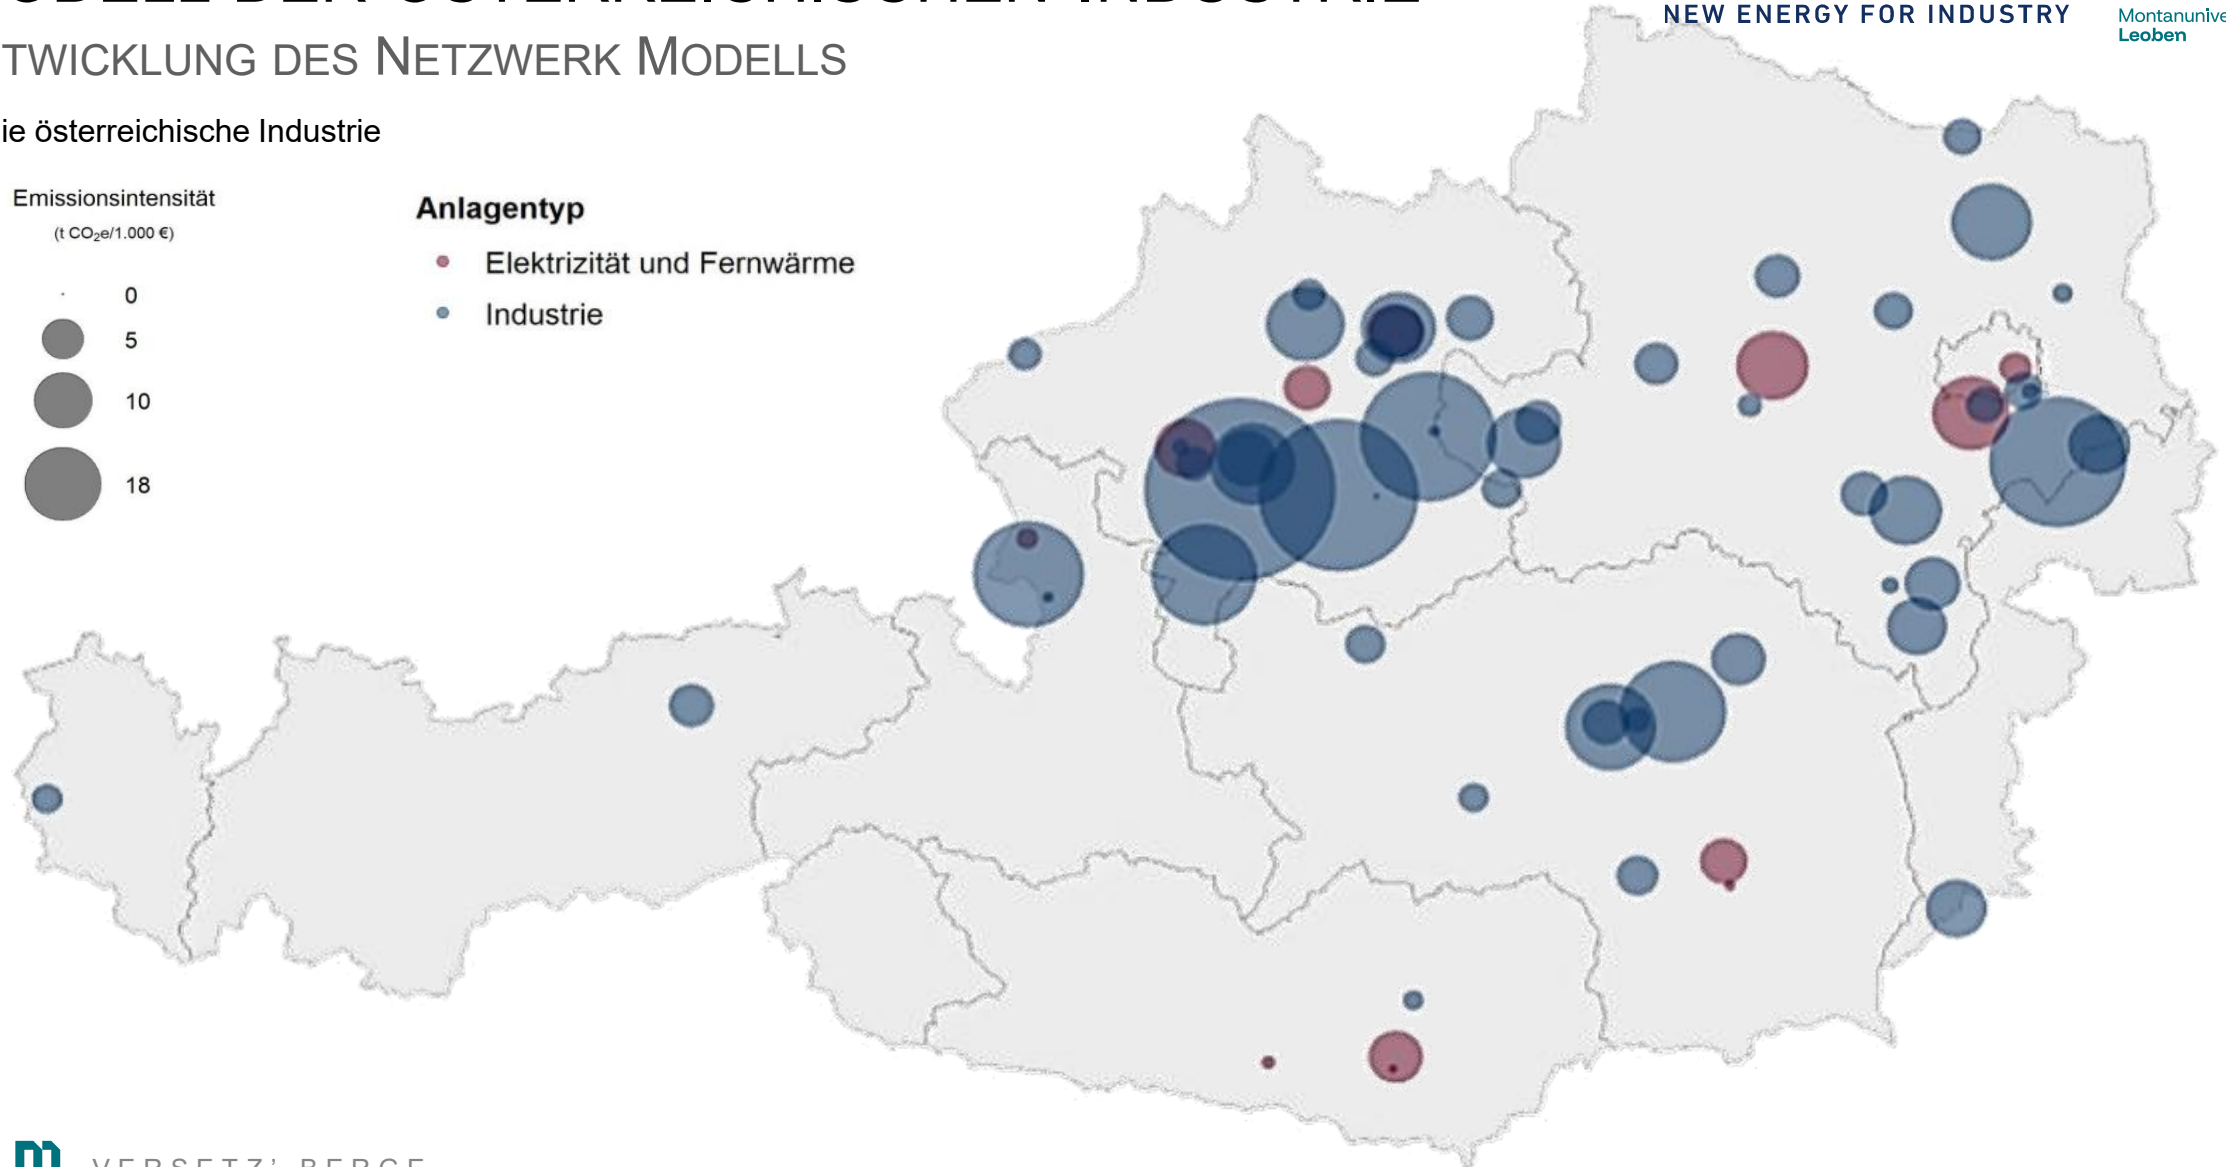 NEW ENERGY FOR INDUSTRY
Montanunive
Leoben
TWICKLUNG DES NETZWERK MODELLS
ie österreichische Industrie
Emissionsintensität
(t CO₂e/1.000 €)
0
5
10
18
Anlagentyp
Elektrizität und Fernwärme
Industrie